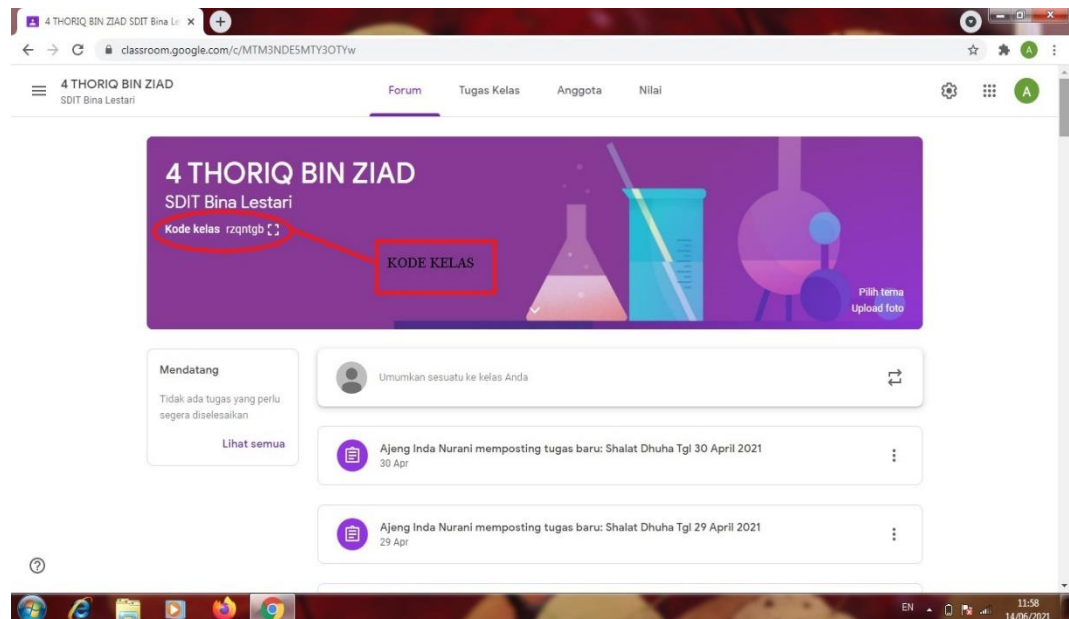 4 THORIQ BIN ZIAD SDIT Bina Le
classroom.google.com/c/MTM3NDE5MTY3OTYw
A
4 THORIQ BIN ZIAD
SDIT Bina Lestari
Forum Tugas Kelas Anggota Nilai
A
4 THORIQ BIN ZIAD
SDIT Bina Lestari
Kode kelas rzqntgb
KODE KELAS
Pilih tema
Upload foto
Mendatang
Tidak ada tugas yang perlu
segera diselesaikan
Lihat semua
Umumkan sesuatu ke kelas Anda
Ajeng Inda Nurani memposting tugas baru: Shalat Dhuha Tgl 30 April 2021
30 Apr
Ajeng Inda Nurani memposting tugas baru: Shalat Dhuha Tgl 29 April 2021
29 Apr
EN
11:58
14/06/2021